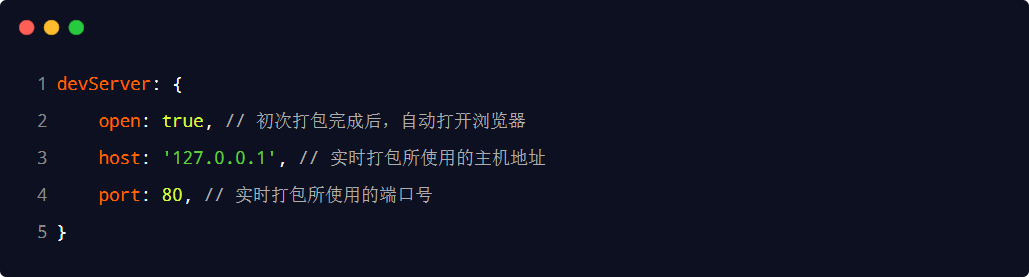 1 devServer: {
2     open: true, // 初次打包完成后，自动打开浏览器
3     host: '127.0.0.1', // 实时打包所使用的主机地址
4     port: 80, // 实时打包所使用的端口号
5 }